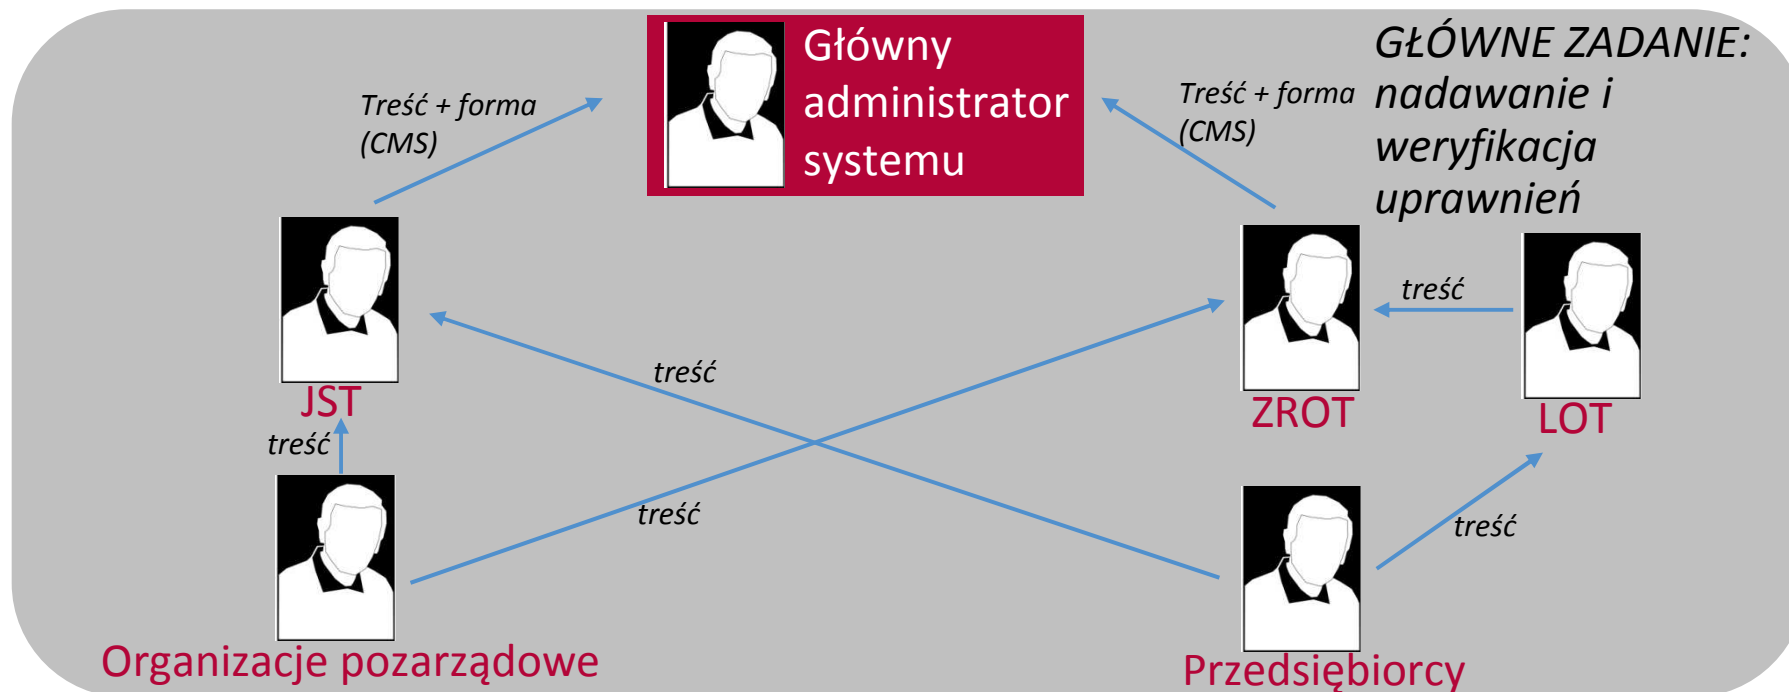 Główny
administrator
systemu
GŁÓWNE ZADANIE:
nadawanie i
weryfikacja
uprawnień
Treść + forma
(CMS)
Treść + forma
(CMS)
treść
treść
JST
ZROT
LOT
treść
treść
treść
Organizacje pozarządowe
Przedsiębiorcy